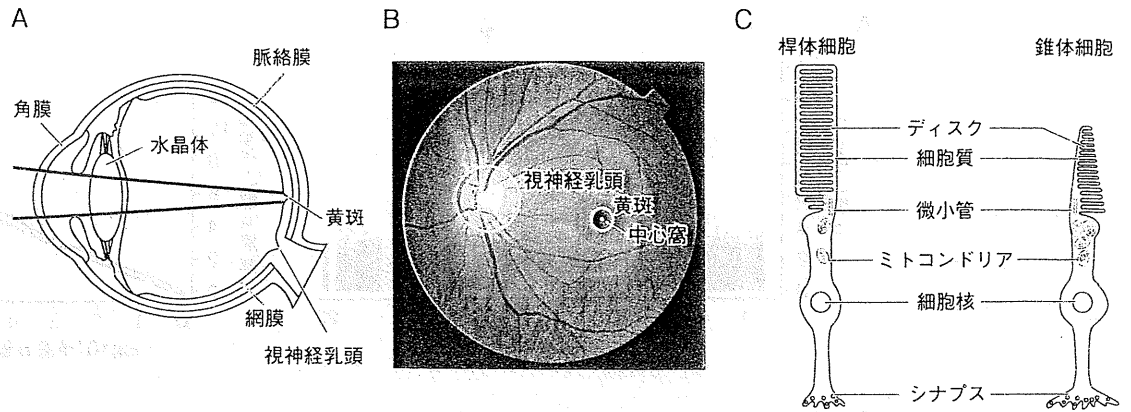 A
脈絡膜
角膜
水晶体
黄斑
網膜
視神経乳頭
B
視神経乳頭
黄斑
中心窩
C
桿体細胞
錐体細胞
ディスク
細胞質
微小管
ミトコンドリア
細胞核
シナプス